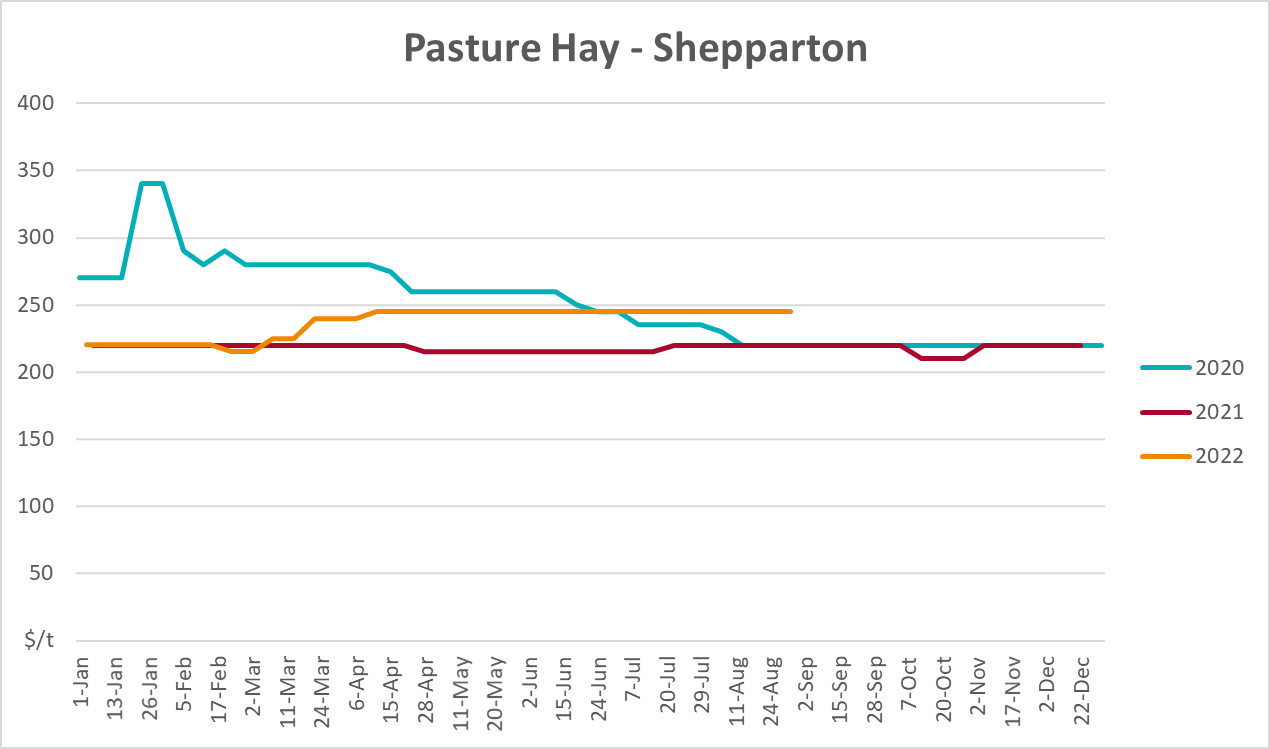 Pasture Hay - Shepparton
400
350
300
250
200
150
100
50
$/t
1-Jan
13-Jan
26-Jan
5-Feb
17-Feb
2-Mar
11-Mar
24-Mar
6-Apr
15-Apr
28-Apr
11-May
20-May
2-Jun
15-Jun
24-Jun
7-Jul
20-Jul
29-Jul
11-Aug
24-Aug
2-Sep
15-Sep
28-Sep
7-Oct
20-Oct
2-Nov
17-Nov
2-Dec
22-Dec
2020
2021
2022